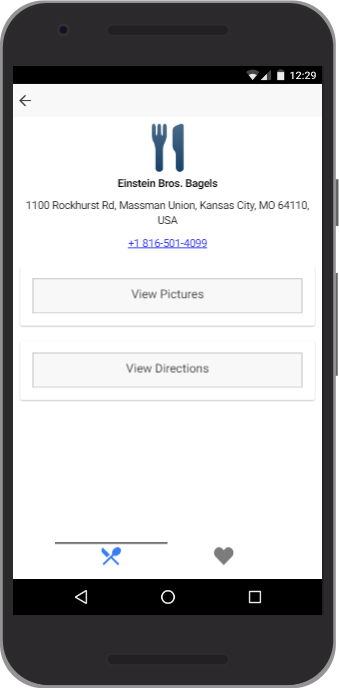 12:29
Einstein Bros. Bagels
1100 Rockhurst Rd, Massman Union, Kansas City, MO 64110,
USA
+1 816-501-4099
View Pictures
View Directions